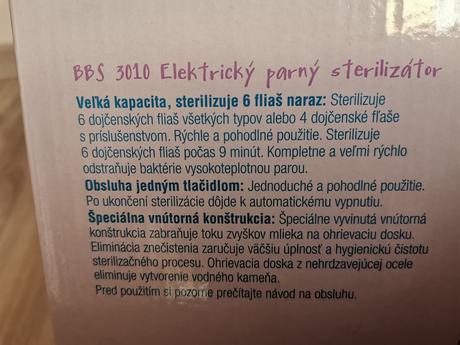 BBS 3010 Elektrický parný sterilizátor
Veľká kapacita, sterilizuje 6 fliaš naraz: Sterilizuje
6 dojčenských fliaš všetkých typov alebo 4 dojčenské fľaše
s príslušenstvom. Rýchle a pohodlné použitie. Sterilizuje
6 dojčenských fliaš počas 9 minút. Kompletne a veľmi rýchlo
odstraňuje baktérie vysokoteplotnou parou.
Obsluha jedným tlačidlom: Jednoduché a pohodlné použitie.
Po ukončení sterilizácie dôjde k automatickému vypnutiu.
Špeciálna vnútorná konštrukcia: Špeciálne vyvinutá vnútorná
konštrukcia zabraňuje toku zvyškov mlieka na ohrievaciu dosku.
Eliminácia znečistenia zaručuje väčšiu úplnosť a hygienickú čistotu
sterilizačného procesu. Ohrievacia doska z nehrdzavejúcej ocele
eliminuje vytvorenie vodného kameňa.
Pred použitím si pozorne prečítajte návod na obsluhu.